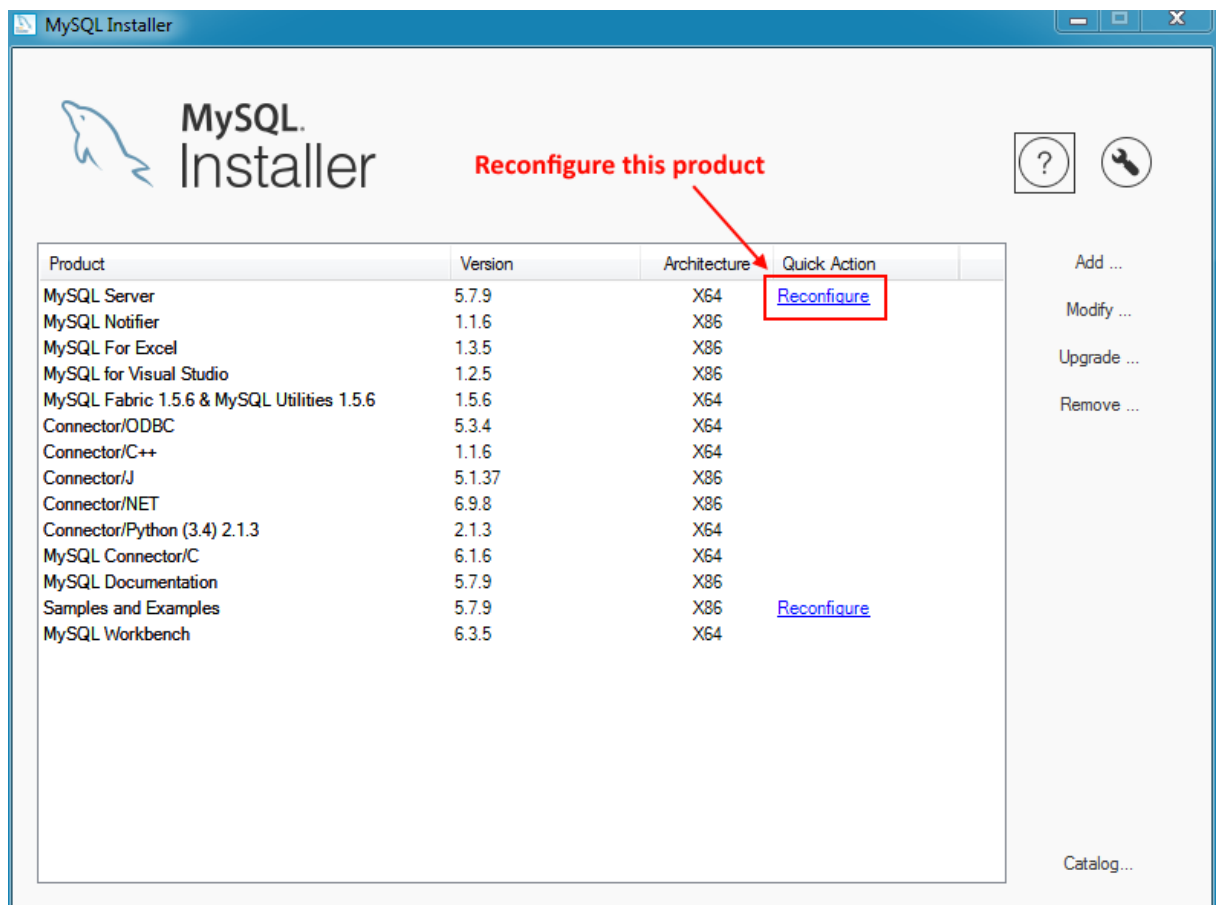 MySQL Installer
MySQL.
Installer
Reconfigure this product
?
Product Version Architecture Quick Action
MySQL Server 5.7.9 X64 Reconfigure
MySQL Notifier 1.1.6 X86
MySQL For Excel 1.3.5 X86
MySQL for Visual Studio 1.2.5 X86
MySQL Fabric 1.5.6 & MySQL Utilities 1.5.6 1.5.6 X64
Connector/ODBC 5.3.4 X64
Connector/C++ 1.1.6 X64
Connector/J 5.1.37 X86
Connector/NET 6.9.8 X86
Connector/Python (3.4) 2.1.3 2.1.3 X64
MySQL Connector/C 6.1.6 X64
MySQL Documentation 5.7.9 X86
Samples and Examples 5.7.9 X86 Reconfigure
MySQL Workbench 6.3.5 X64
Add ...
Modify ...
Upgrade ...
Remove ...
Catalog...